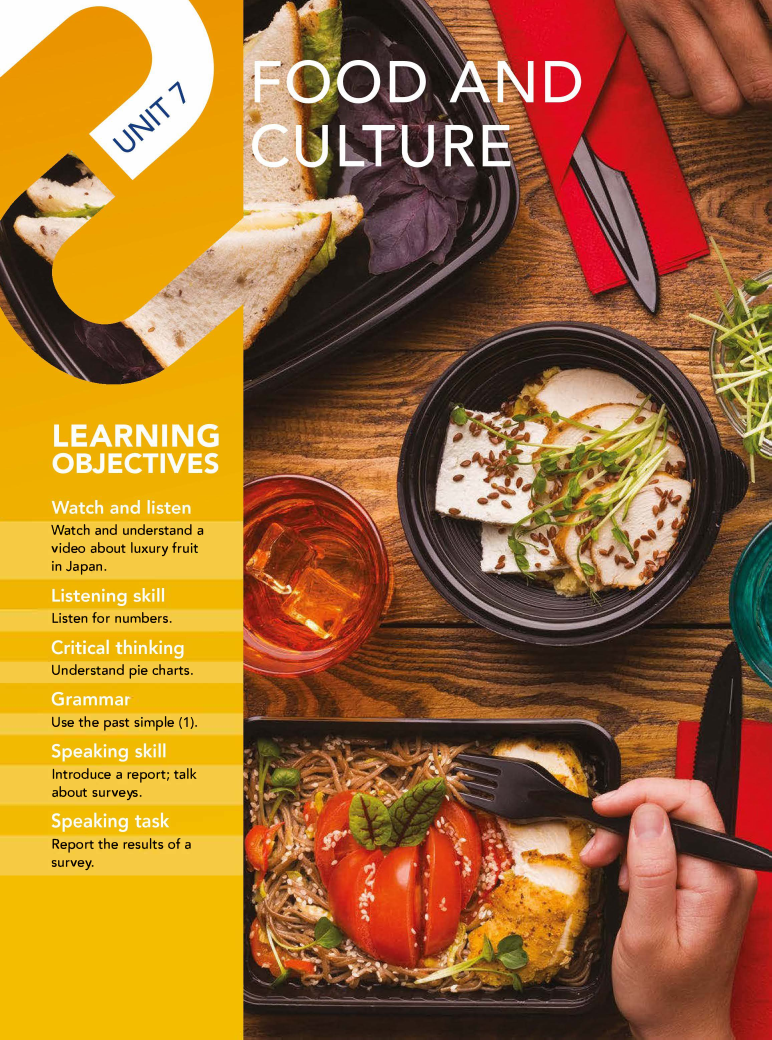 UNIT 7
FOOD AND
CULTURE
LEARNING
OBJECTIVES
Watch and listen
Watch and understand a
video about luxury fruit
in Japan.
Listening skill
Listen for numbers.
Critical thinking
Understand pie charts.
Grammar
Use the past simple (1).
Speaking skill
Introduce a report; talk
about surveys.
Speaking task
Report the results of a
survey.